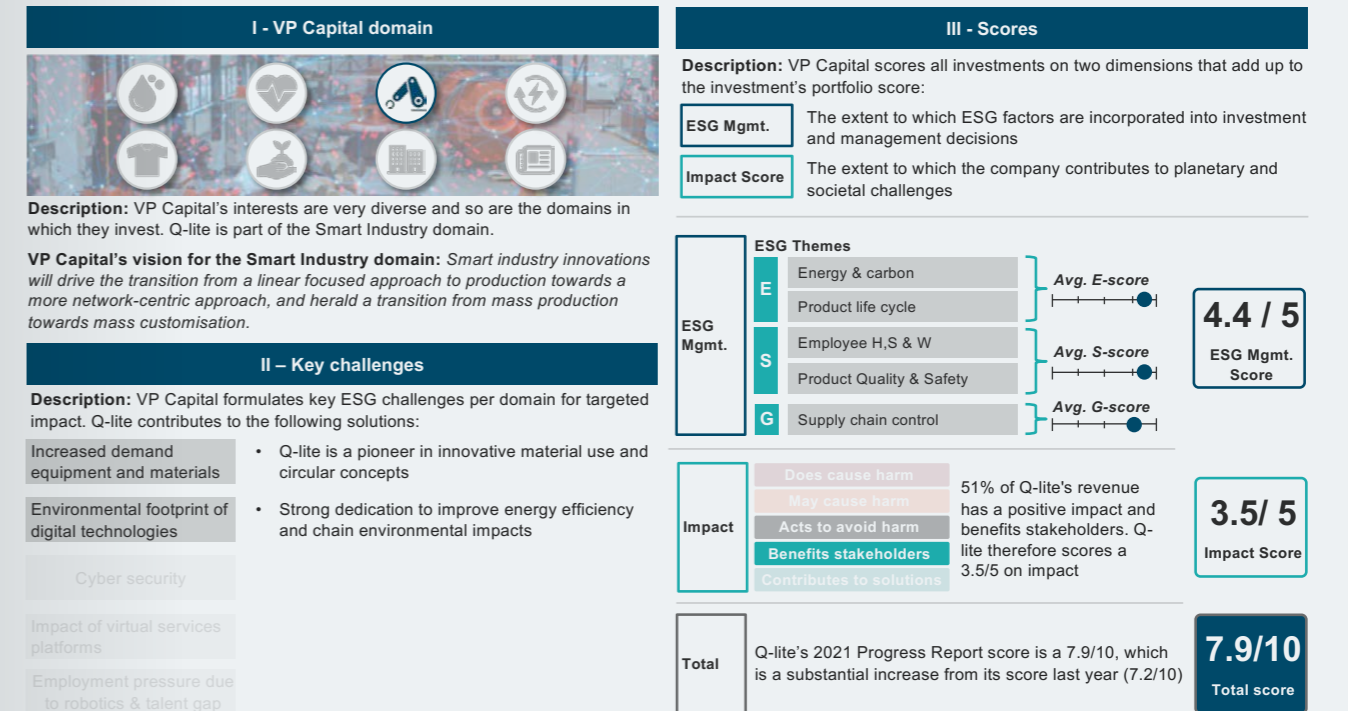 I - VP Capital domain
Description: VP Capital's interests are very diverse and so are the domains in
which they invest. Q-lite is part of the Smart Industry domain.
VP Capital's vision for the Smart Industry domain: Smart industry innovations
will drive the transition from a linear focused approach to production towards a
more network-centric approach, and herald a transition from mass production
towards mass customisation.
II – Key challenges
Description: VP Capital formulates key ESG challenges per domain for targeted
impact. Q-lite contributes to the following solutions:
Increased demand
equipment and materials
• Q-lite is a pioneer in innovative material use and
circular concepts
Environmental footprint of
digital technologies
• Strong dedication to improve energy efficiency
and chain environmental impacts
Cyber security
Impact of virtual services
platforms
Employment pressure due
to robotics & talent gap
III - Scores
Description: VP Capital scores all investments on two dimensions that add up to
the investment's portfolio score:
ESG Mgmt.
The extent to which ESG factors are incorporated into investment
and management decisions
Impact Score
The extent to which the company contributes to planetary and
societal challenges
ESG
Mgmt.
ESG Themes
E
Energy & carbon
Product life cycle
Avg. E-score
S
Employee H,S & W
Product Quality & Safety
Avg. S-score
G
Supply chain control
Avg. G-score
4.4 / 5
ESG Mgmt.
Score
Impact
Does cause harm
May cause harm
Acts to avoid harm
Benefits stakeholders
Contributes to solutions
51% of Q-lite's revenue
has a positive impact and
benefits stakeholders. Q-
lite therefore scores a
3.5/5 on impact
3.5/ 5
Impact Score
Total
Q-lite's 2021 Progress Report score is a 7.9/10, which
is a substantial increase from its score last year (7.2/10)
7.9/10
Total score